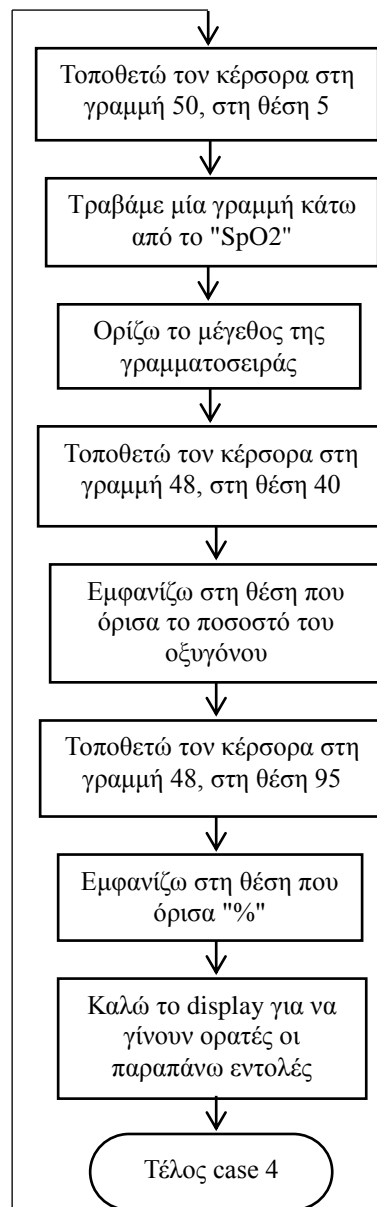 Τοποθετώ τον κέρσορα στη
γραμμή 50, στη θέση 5
Τραβάμε μία γραμμή κάτω
από το "SpO2"
Ορίζω το μέγεθος της
γραμματοσειράς
Τοποθετώ τον κέρσορα στη
γραμμή 48, στη θέση 40
Εμφανίζω στη θέση που
όρισα το ποσοστό του
οξυγόνου
Τοποθετώ τον κέρσορα στη
γραμμή 48, στη θέση 95
Εμφανίζω στη θέση που
όρισα "%"
Καλώ το display για να
γίνουν ορατές οι
παραπάνω εντολές
Τέλος case 4